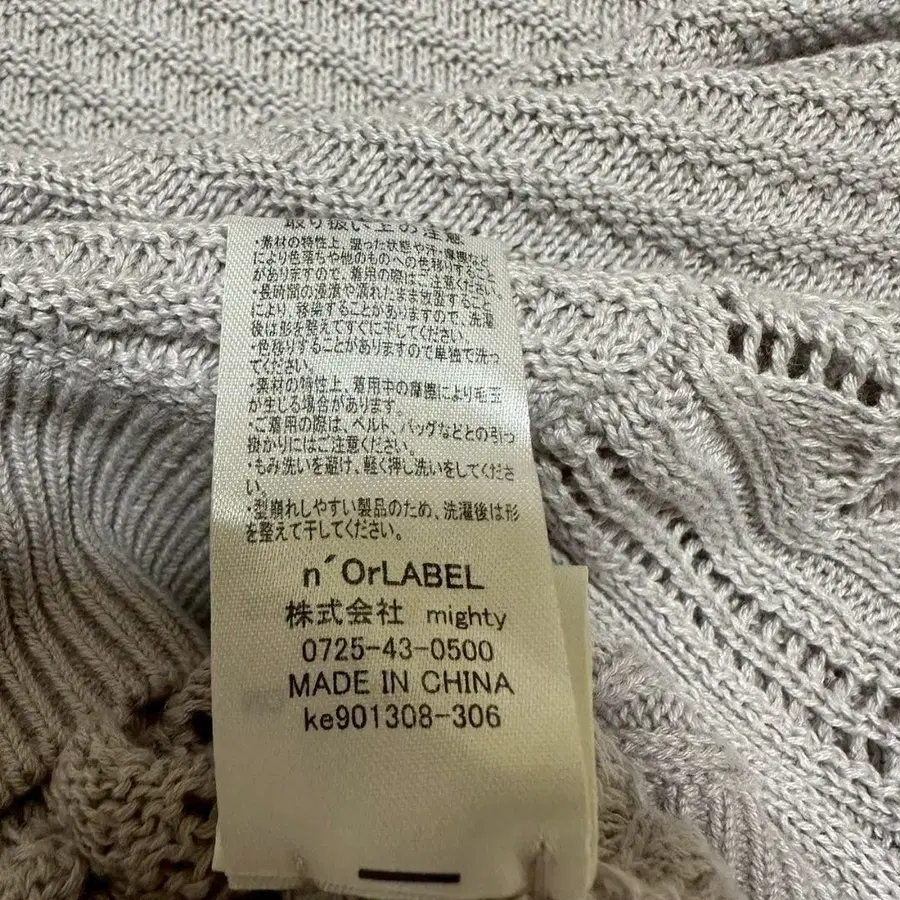 取り扱い上の注意
・素材の特性上、湿った状態や汗・摩擦など
により色落ちや他のものへの色移りすること
がありますので、着用の際はご注意ください。
・長時間の浸漬や濡れたまま放置すること
により、移染することがありますので、洗濯
後は形を整えてすぐに干してください。
・色移りすることがありますので単独で洗っ
てください。
・素材の特性上、着用中の摩擦により毛玉
が生じる場合があります。
・ご着用の際は、ベルト、バッグなどとの引っ
掛かりにはご注意ください。
・もみ洗いを避け、軽く押し洗いをしてくださ
い。
・型崩れしやすい製品のため、洗濯後は形
を整えて干してください。
n´OrLABEL
株式会社 mighty
0725-43-0500
MADE IN CHINA
ke901308-306